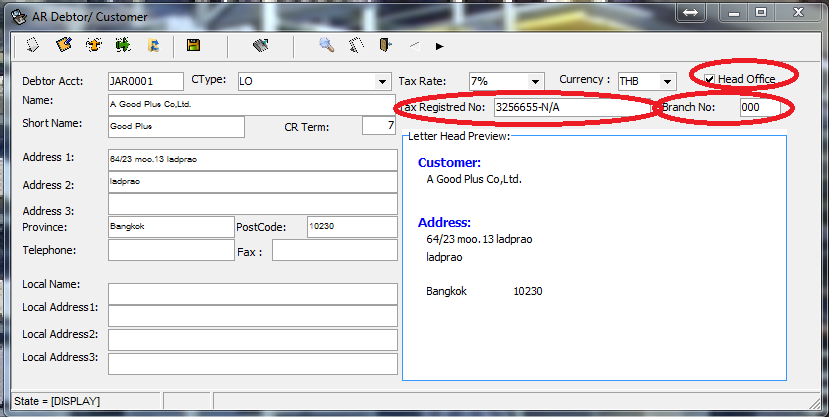 AR Debtor/ Customer
Debtor Acct: JAR0001 CType: LO Tax Rate: 7% Currency : THB Head Office
Name: A Good Plus Co,Ltd. Tax Registred No: 3256655-N/A Branch No: 000
Short Name: Good Plus CR Term: 7
Letter Head Preview:
Customer:
A Good Plus Co,Ltd.
Address:
64/23 moo.13 ladprao
ladprao
Bangkok 10230
Address 1: 64/23 moo.13 ladprao
Address 2: ladprao
Address 3:
Province: Bangkok PostCode: 10230
Telephone: Fax :
Local Name:
Local Address1:
Local Address2:
Local Address3:
State = [DISPLAY]